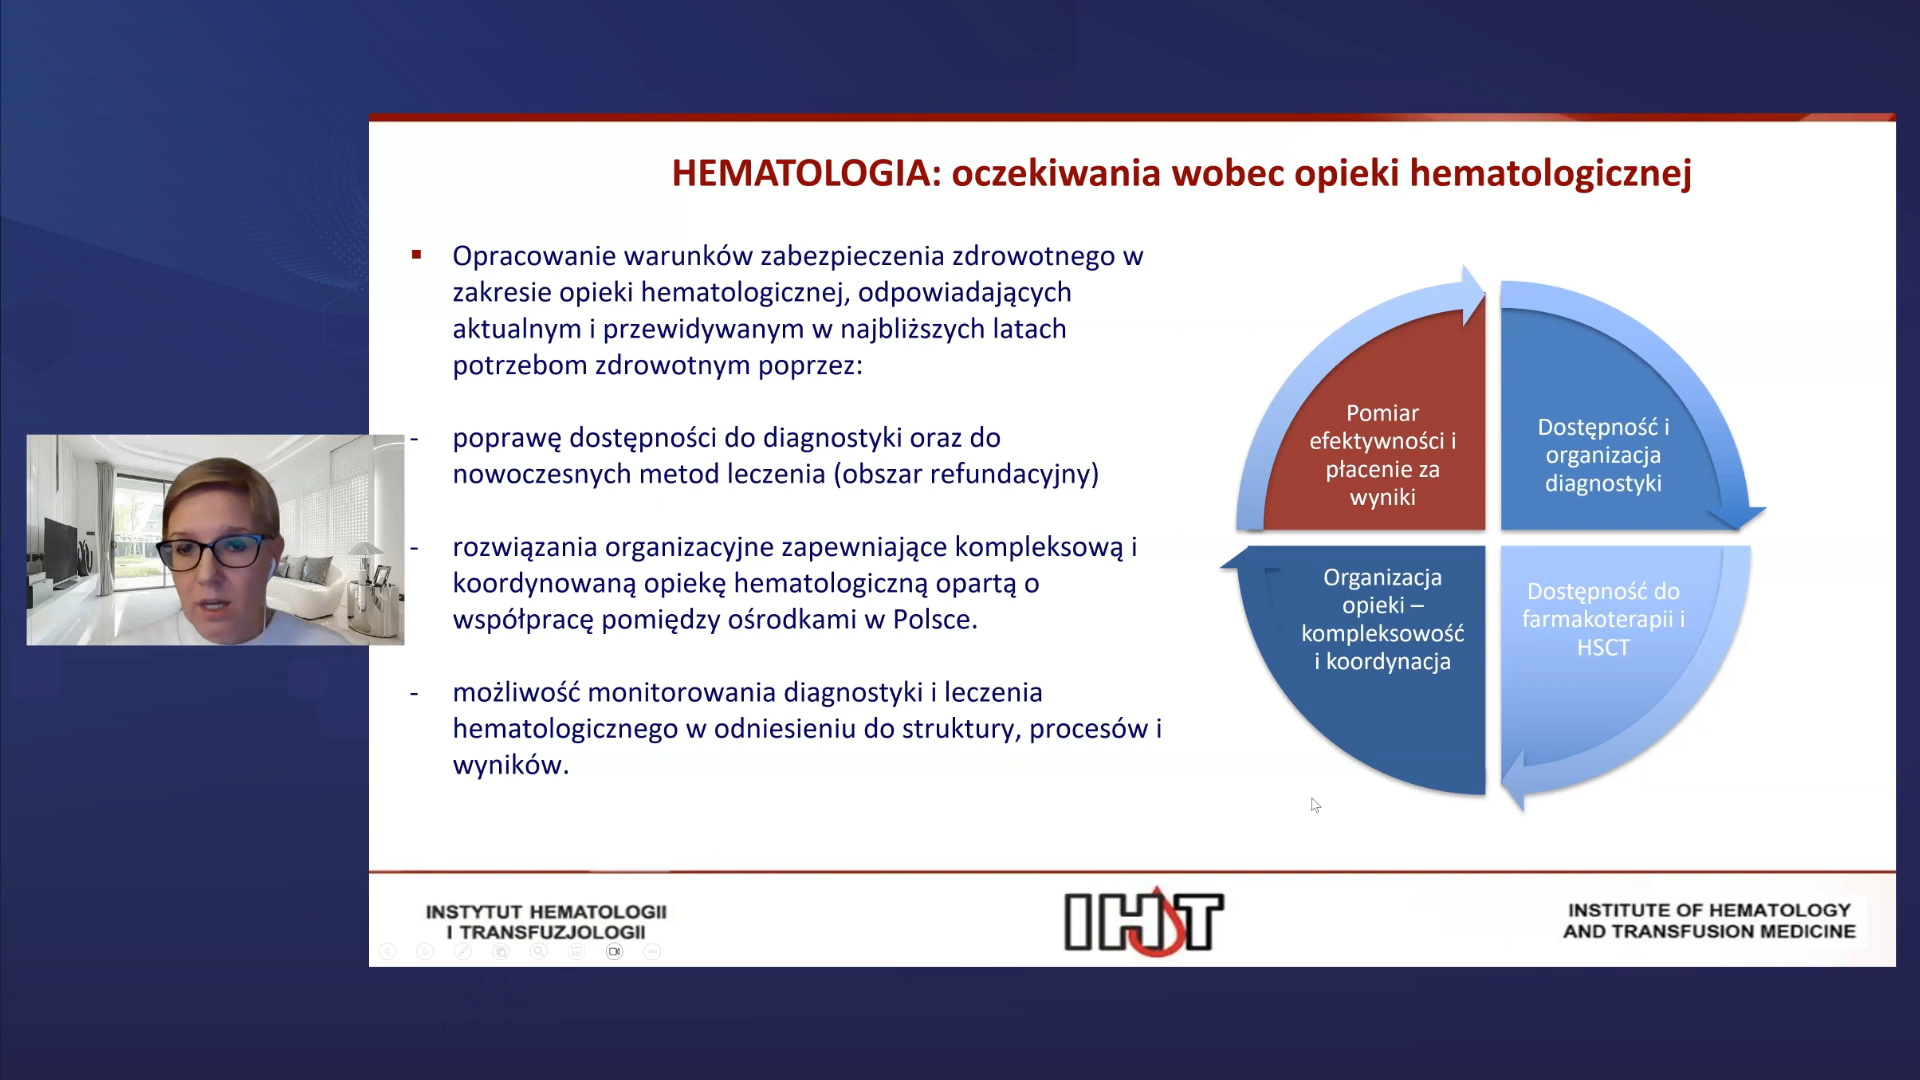 HEMATOLOGIA: oczekiwania wobec opieki hematologicznej
▪ Opracowanie warunków zabezpieczenia zdrowotnego w
zakresie opieki hematologicznej, odpowiadających
aktualnym i przewidywanym w najbliższych latach
potrzebom zdrowotnym poprzez:
- poprawę dostępności do diagnostyki oraz do
nowoczesnych metod leczenia (obszar refundacyjny)
- rozwiązania organizacyjne zapewniające kompleksową i
koordynowaną opiekę hematologiczną opartą o
współpracę pomiędzy ośrodkami w Polsce.
- możliwość monitorowania diagnostyki i leczenia
hematologicznego w odniesieniu do struktury, procesów i
wyników.
Pomiar
efektywności i
płacenie za
wyniki
Dostępność i
organizacja
diagnostyki
Organizacja
opieki –
kompleksowość
i koordynacja
Dostępność do
farmakoterapii i
HSCT
INSTYTUT HEMATOLOGII
I TRANSFUZJOLOGII
IHT
INSTITUTE OF HEMATOLOGY
AND TRANSFUSION MEDICINE